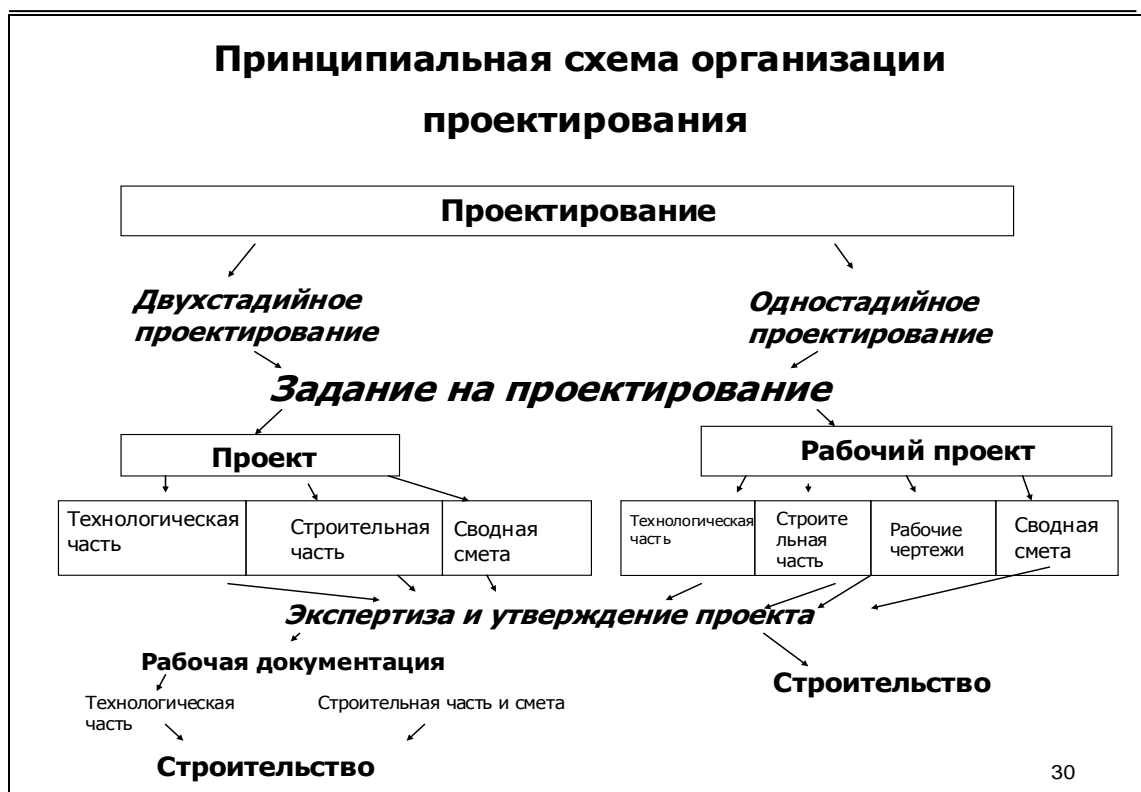 Принципиальная схема организации
проектирования
Проектирование
Двухстадийное
проектирование
Одностадийное
проектирование
Задание на проектирование
Проект
Рабочий проект
Технологическая
часть
Строительная
часть
Сводная
смета
Технологическая
часть
Строите
льная
часть
Рабочие
чертежи
Сводная
смета
Экспертиза и утверждение проекта
Рабочая документация
Строительство
Технологическая
часть
Строительная часть и смета
Строительство
30